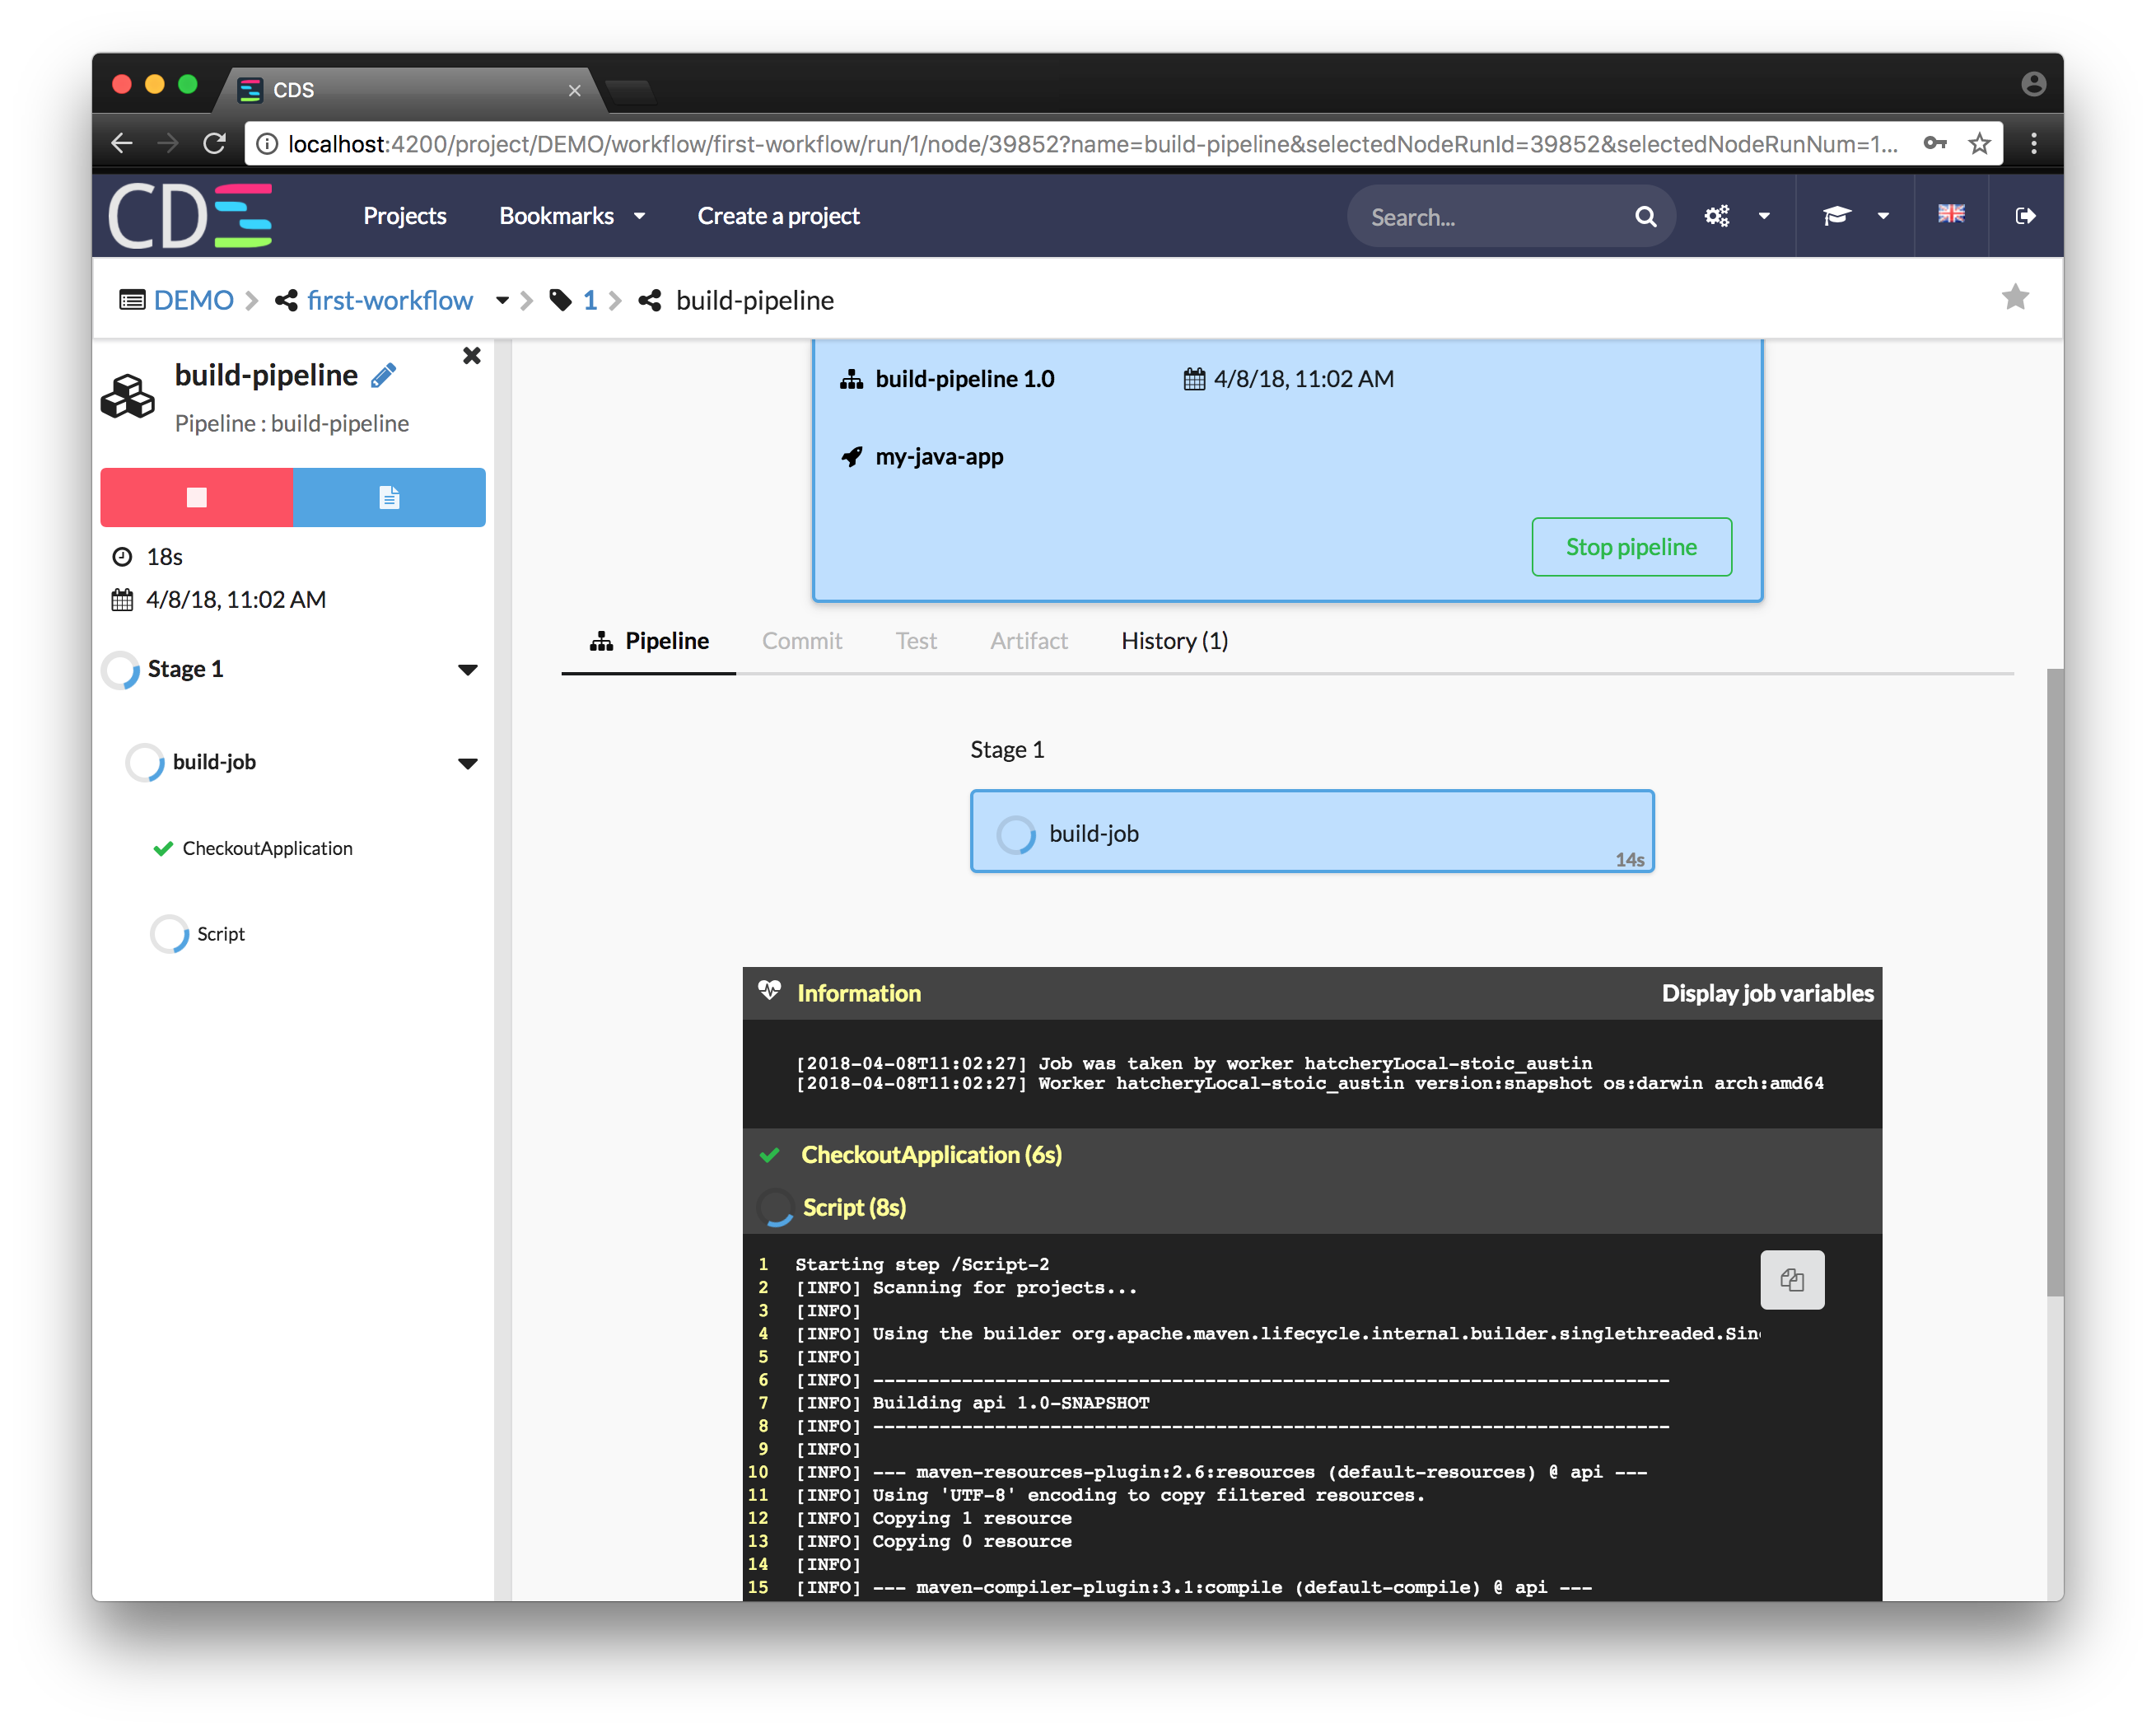 CDS
localhost:4200/project/DEMO/workflow/first-workflow/run/1/node/39852?name=build-pipeline&selectedNodeRunId=39852&selectedNodeRunNum=1...
CDS
Projects
Bookmarks
Create a project
Search...
DEMO
first-workflow
1
build-pipeline
build-pipeline
Pipeline : build-pipeline
18s
4/8/18, 11:02 AM
Stage 1
build-job
CheckoutApplication
Script
build-pipeline 1.0
4/8/18, 11:02 AM
my-java-app
Stop pipeline
Pipeline
Commit
Test
Artifact
History (1)
Stage 1
build-job
14s
Information
Display job variables
[2018-04-08T11:02:27] Job was taken by worker hatcheryLocal-stoic_austin
[2018-04-08T11:02:27] Worker hatcheryLocal-stoic_austin version:snapshot os:darwin arch:amd64
CheckoutApplication (6s)
Script (8s)
1 Starting step /Script-2
2 [INFO] Scanning for projects...
3 [INFO]
4 [INFO] Using the builder org.apache.maven.lifecycle.internal.builder.singlethreaded.Sin
5 [INFO]
6 [INFO] ------------------------------------------------------------------------
7 [INFO] Building api 1.0-SNAPSHOT
8 [INFO] ------------------------------------------------------------------------
9 [INFO]
10 [INFO] --- maven-resources-plugin:2.6:resources (default-resources) @ api ---
11 [INFO] Using 'UTF-8' encoding to copy filtered resources.
12 [INFO] Copying 1 resource
13 [INFO] Copying 0 resource
14 [INFO]
15 [INFO] --- maven-compiler-plugin:3.1:compile (default-compile) @ api ---